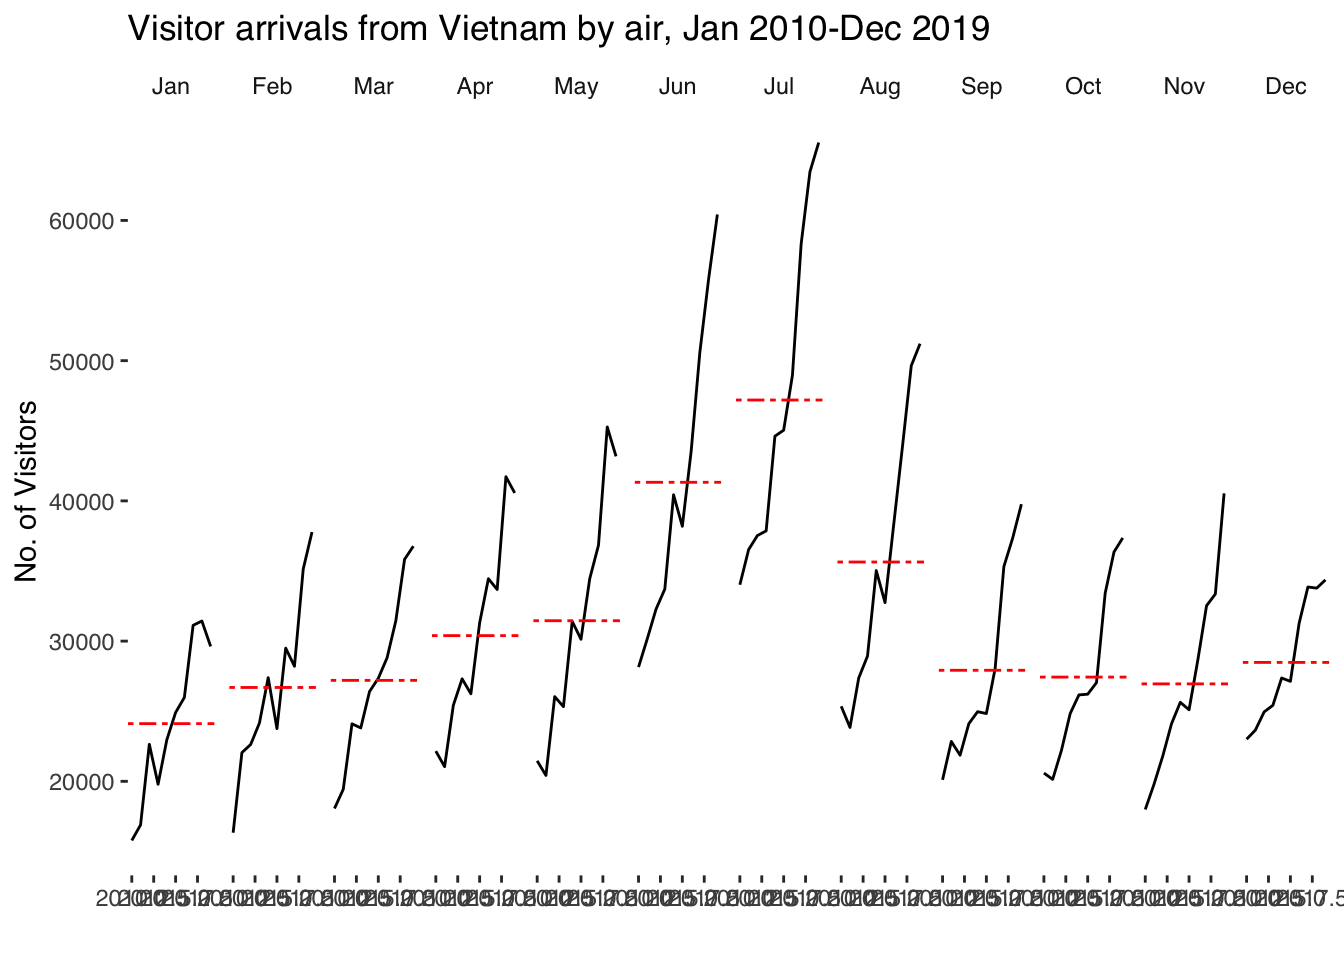 Visitor arrivals from Vietnam by air, Jan 2010-Dec 2019
Jan Feb Mar Apr May Jun Jul Aug Sep Oct Nov Dec
No. of Visitors
60000
50000
40000
30000
20000